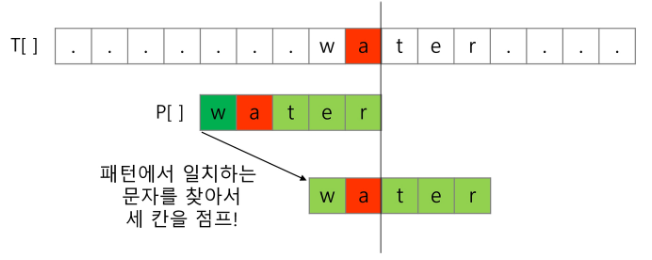 T[ ] . . . . . . . w a t e r . . . .
P[ ] w a t e r
패턴에서 일치하는
문자를 찾아서
세 칸을 점프!
w a t e r